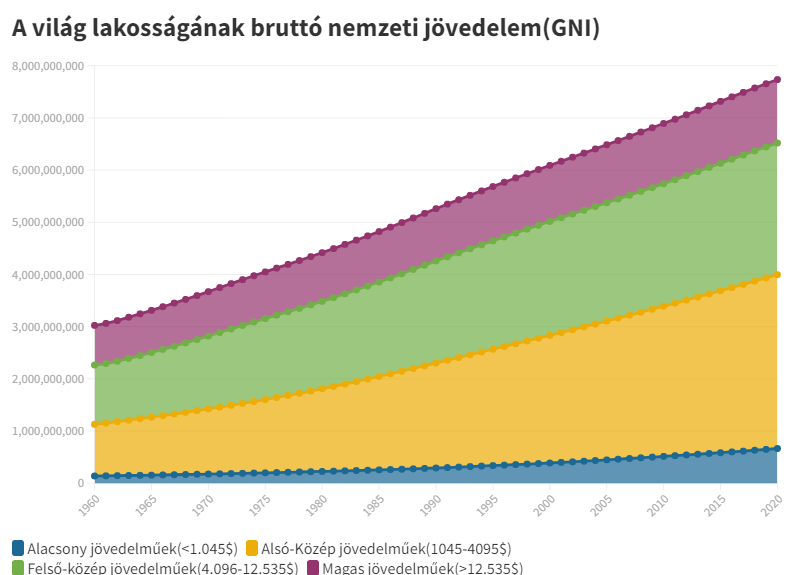 A világ lakosságának bruttó nemzeti jövedelem(GNI)
8,000,000,000
7,000,000,000
6,000,000,000
5,000,000,000
4,000,000,000
3,000,000,000
2,000,000,000
1,000,000,000
0
1960 1965 1970 1975 1980 1985 1990 1995 2000 2005 2010 2015 2020
Alacsony jövedelműek(<1.045$) Alsó-Közép jövedelműek(1045-4095$)
Felső-közép jövedelműek(4.096-12.535$) Magas jövedelműek(>12.535$)